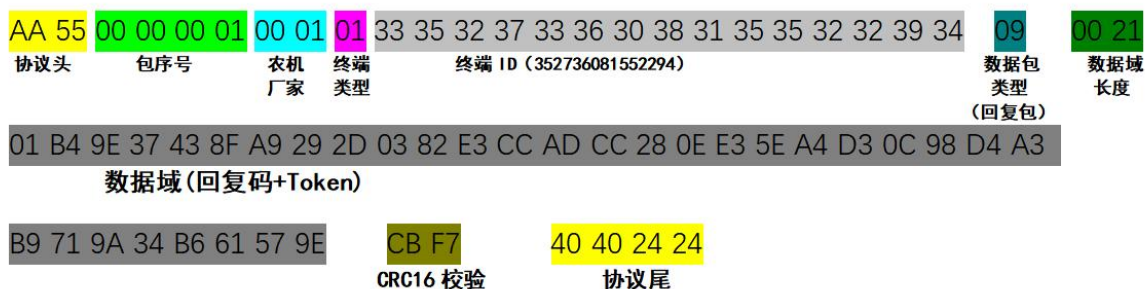 AA 55 00 00 00 01 00 01 01 33 35 32 37 33 36 30 38 31 35 35 32 32 39 34 09 00 21
协议头 包序号 农机厂家 终端类型 终端 ID（352736081552294） 数据包类型（回复包） 数据域长度
01 B4 9E 37 43 8F A9 29 2D 03 82 E3 CC AD CC 28 0E E3 5E A4 D3 0C 98 D4 A3
数据域(回复码+Token)
B9 71 9A 34 B6 61 57 9E CB F7 40 40 24 24
CRC16 校验 协议尾